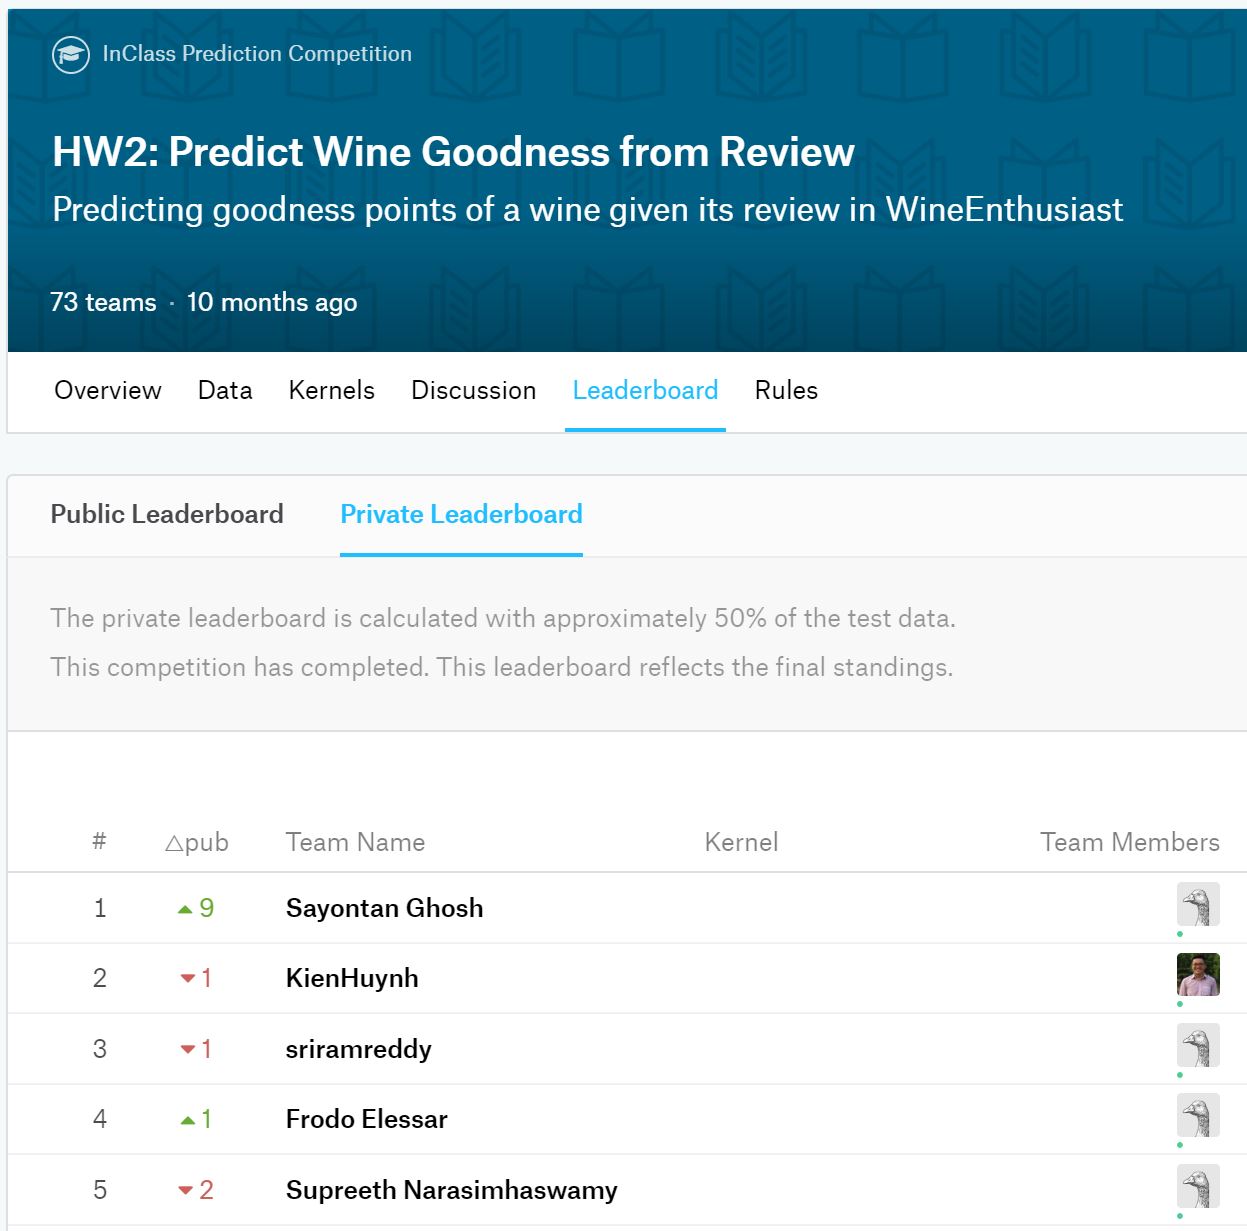 InClass Prediction Competition
HW2: Predict Wine Goodness from Review
Predicting goodness points of a wine given its review in WineEnthusiast
73 teams · 10 months ago
Overview Data Kernels Discussion Leaderboard Rules
Public Leaderboard Private Leaderboard
The private leaderboard is calculated with approximately 50% of the test data.
This competition has completed. This leaderboard reflects the final standings.
# △pub Team Name Kernel Team Members
1 ▲ 9 Sayontan Ghosh
2 ▼ 1 KienHuynh
3 ▼ 1 sriramreddy
4 ▲ 1 Frodo Elessar
5 ▼ 2 Supreeth Narasimhaswamy